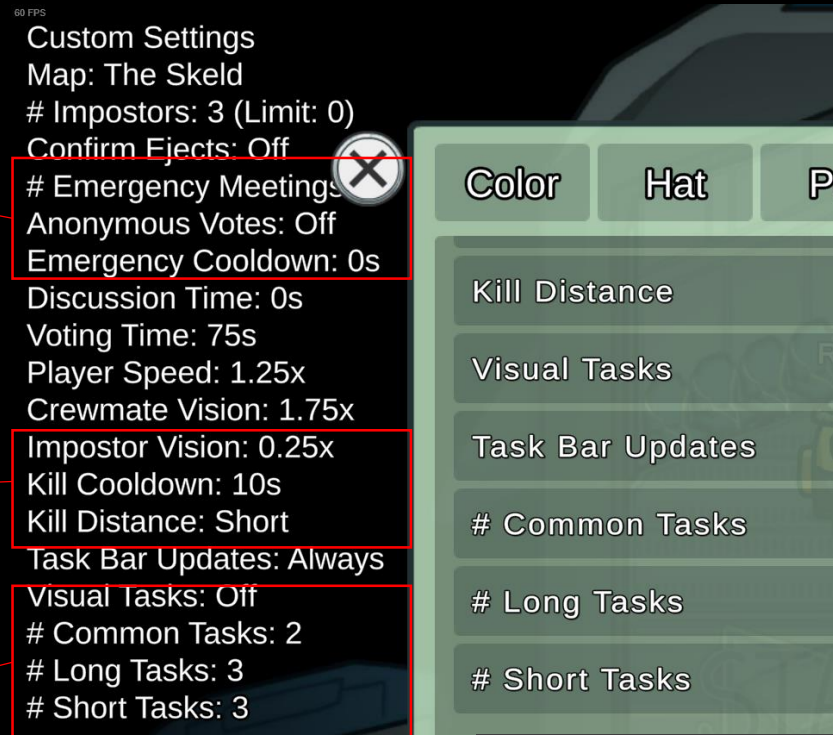 60 FPS
Custom Settings
Map: The Skeld
# Impostors: 3 (Limit: 0)
Confirm Ejects: Off
# Emergency Meetings
Anonymous Votes: Off
Emergency Cooldown: 0s
Discussion Time: 0s
Voting Time: 75s
Player Speed: 1.25x
Crewmate Vision: 1.75x
Impostor Vision: 0.25x
Kill Cooldown: 10s
Kill Distance: Short
Task Bar Updates: Always
Visual Tasks: Off
# Common Tasks: 2
# Long Tasks: 3
# Short Tasks: 3
Color Hat P
Kill Distance
Visual Tasks
Task Bar Updates
# Common Tasks
# Long Tasks
# Short Tasks